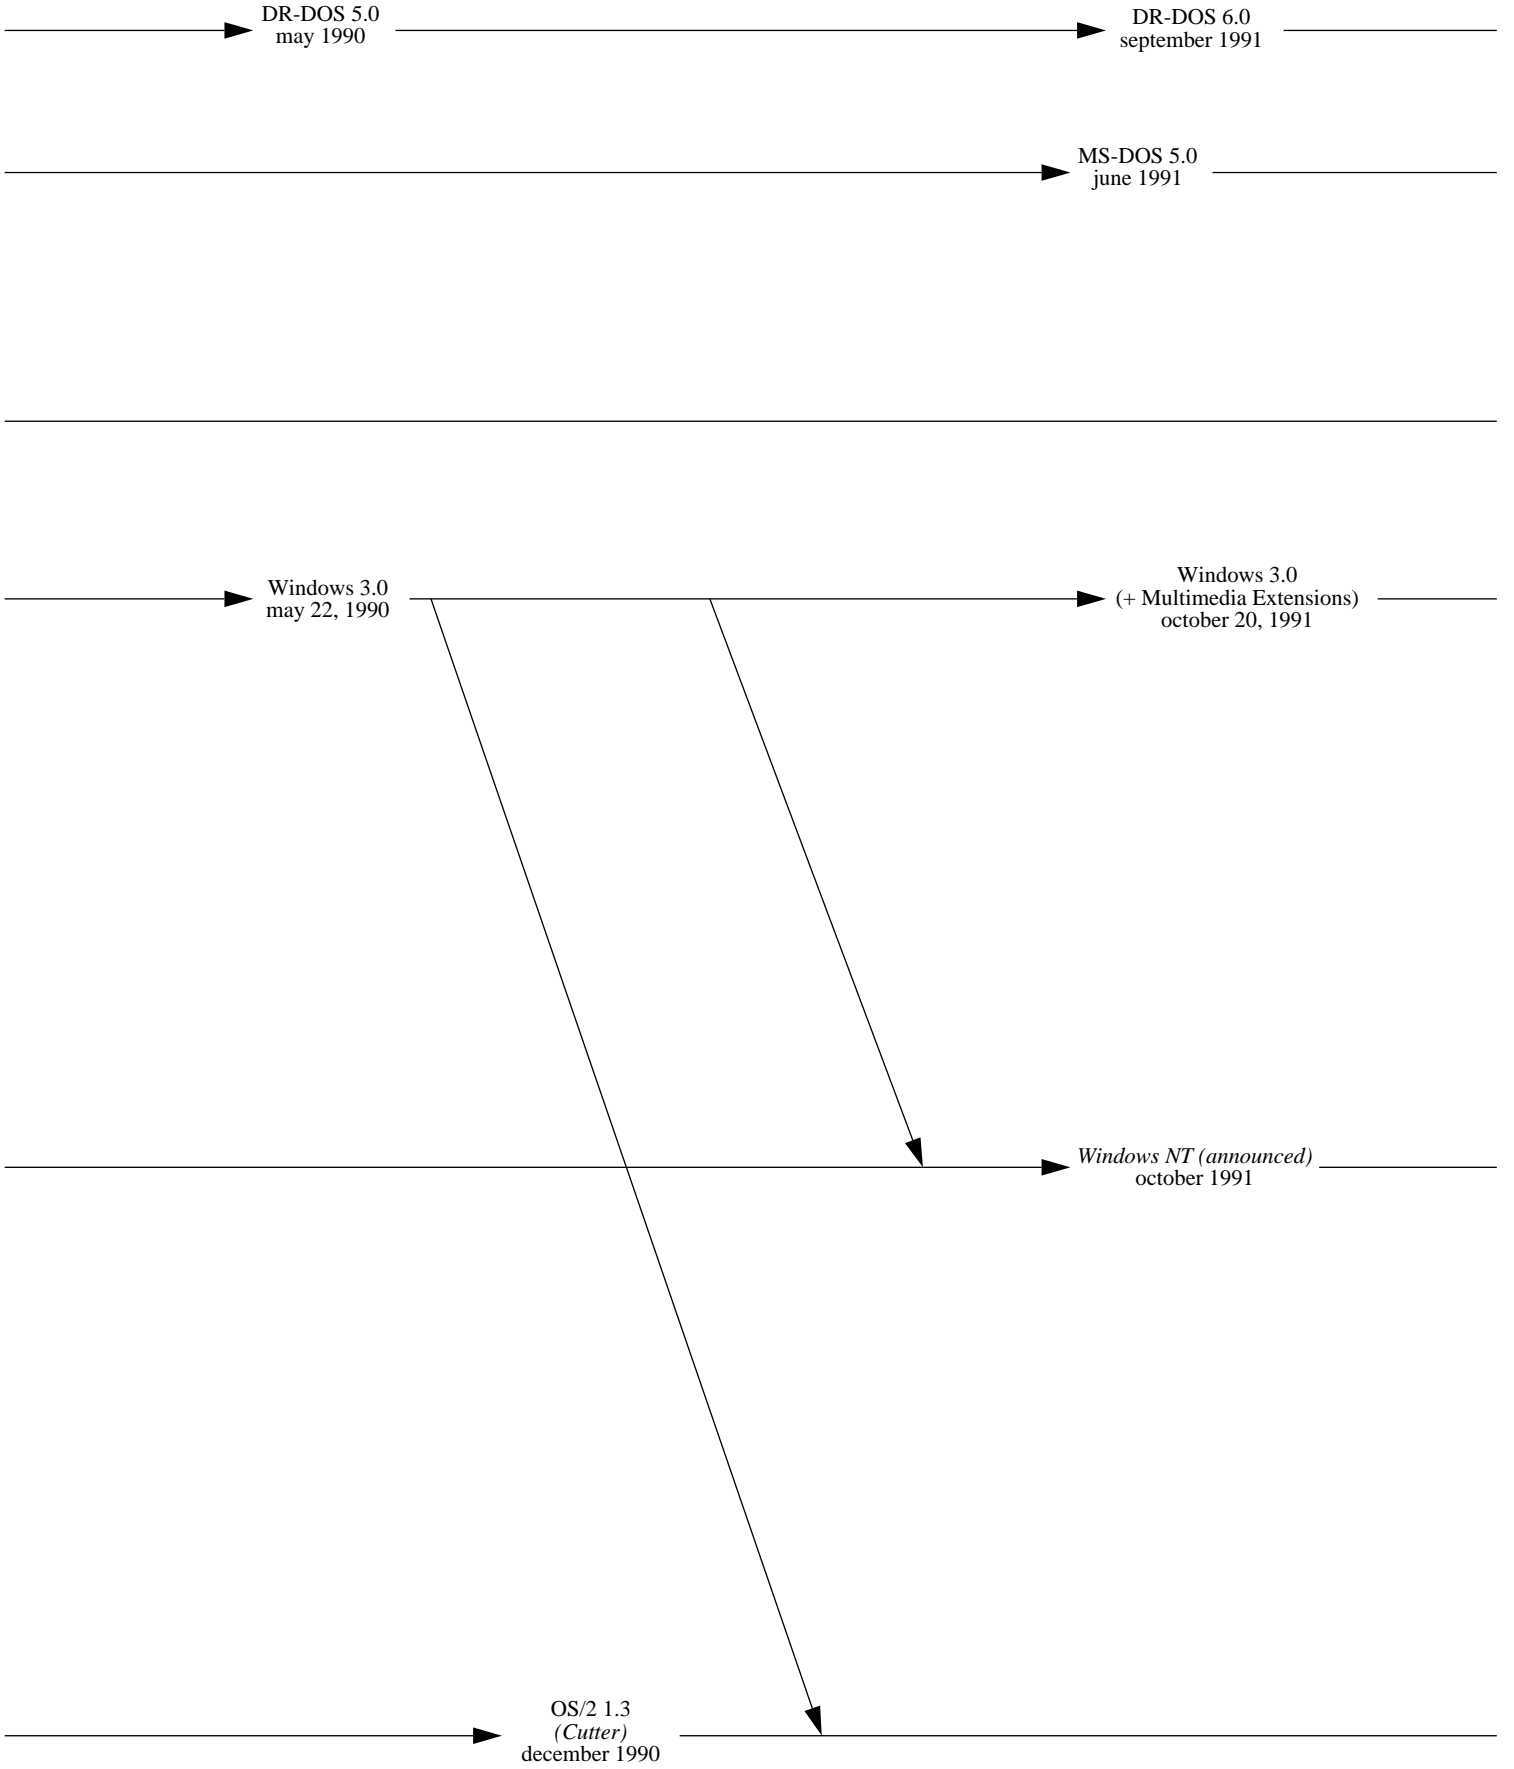 DR-DOS 5.0
may 1990
DR-DOS 6.0
september 1991
MS-DOS 5.0
june 1991
Windows 3.0
may 22, 1990
Windows 3.0
(+ Multimedia Extensions)
october 20, 1991
Windows NT (announced)
october 1991
OS/2 1.3
(Cutter)
december 1990